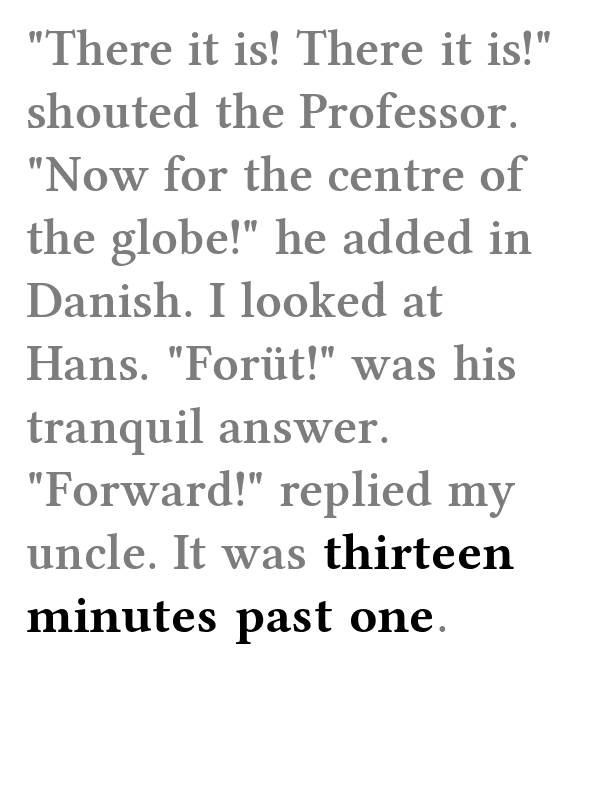 "There it is! There it is!"
shouted the Professor.
"Now for the centre of
the globe!" he added in
Danish. I looked at
Hans. "Forüt!" was his
tranquil answer.
"Forward!" replied my
uncle. It was thirteen
minutes past one.